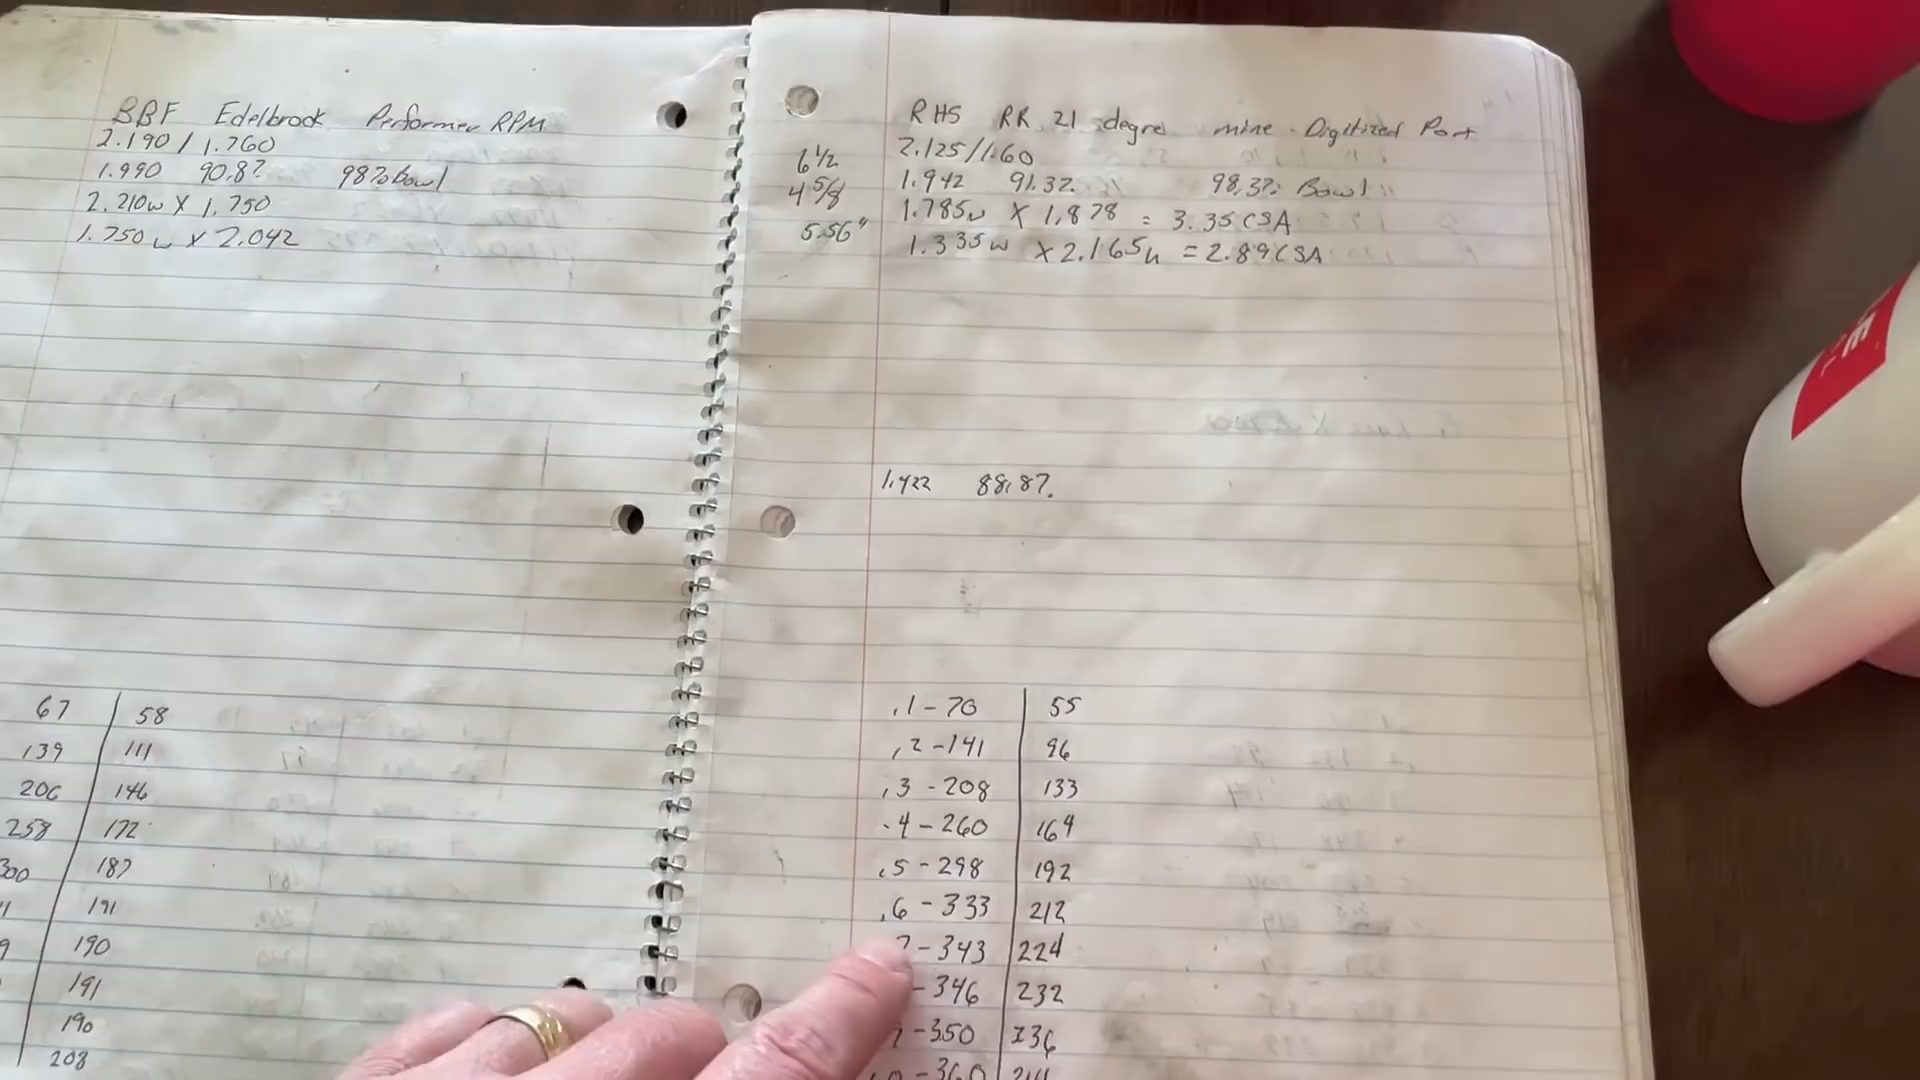 BBF Edelbrock Performer RPM
2.190 / 1.760
1.990 90.8% 98% Bowl
2.210w X 1.750
1.750w x 2.042
67 | 58
139 | 111
206 | 146
258 | 172
300 | 187
191
190
191
190
208
RHS RR 21 degree mine Digitized Port
6 1/2 2.125/1.60
4 5/8 1.942 91.3% 98.3% Bowl
5.56" 1.785w X 1.878 = 3.35 CSA
1.335w X 2.165h = 2.89 CSA
1.422 88.8%
.1 - 70 | 55
.2 - 141 | 96
.3 - 208 | 133
.4 - 260 | 164
.5 - 298 | 192
.6 - 333 | 212
7 - 343 | 224
- 346 | 232
- 350 | 236
- 360